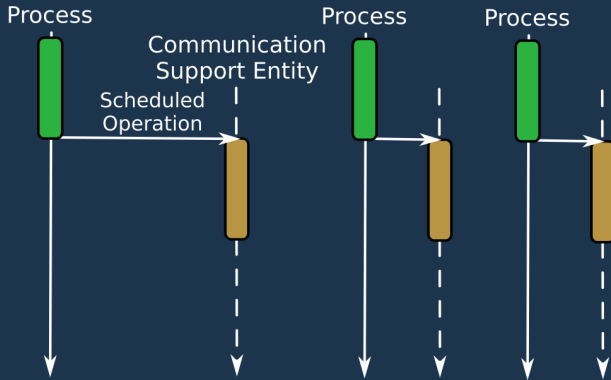 Process
Communication
Support Entity
Scheduled
Operation
Process
Process